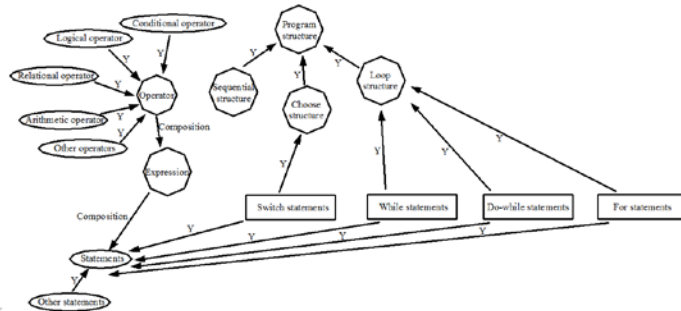 Conditional operator
Logical operator
Y
Y
Relational operator
Y
Operator
Arithmetic operator
Y
Y
Other operators
Composition
Expression
Composition
Program
structure
Y
Y
Y
Sequential
structure
Choose
structure
Loop
structure
Y
Y
Y
Y
Switch statements
While statements
Do-while statements
For statements
Y
Y
Y
Y
Statements
Y
Other statements